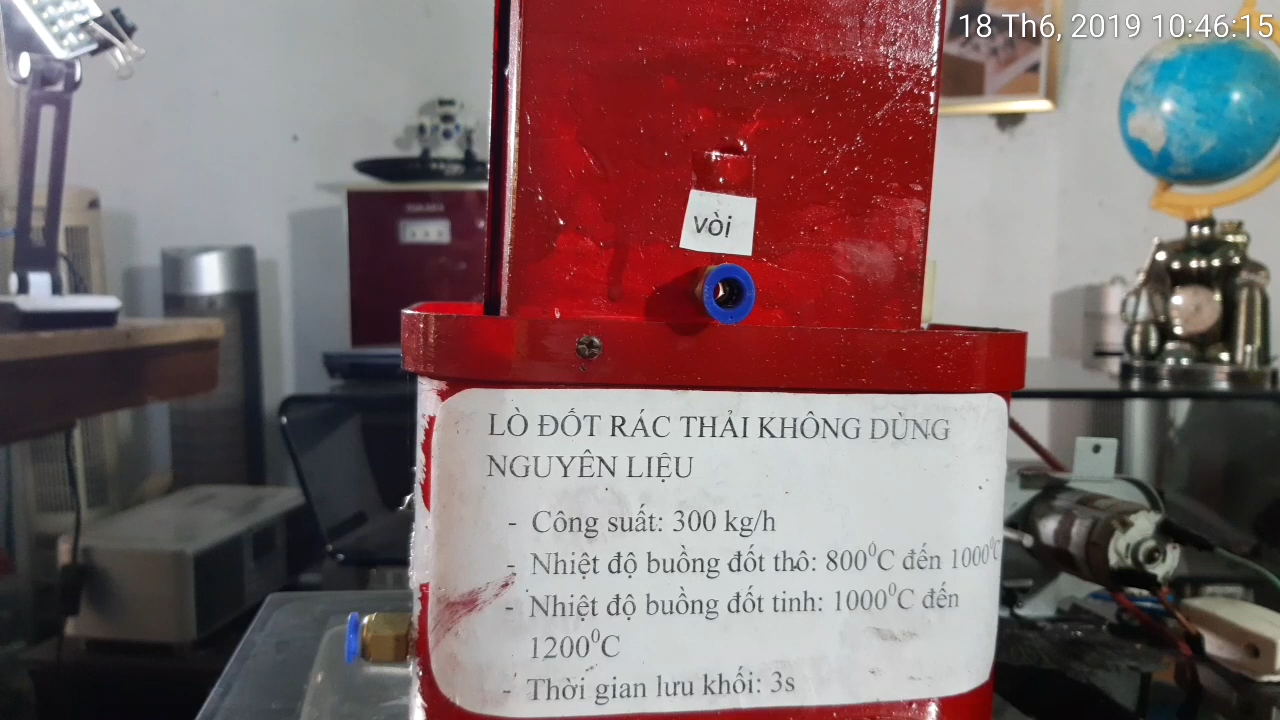 18 Th6, 2019 10:46:15
vòi
LÒ ĐỐT RÁC THẢI KHÔNG DÙNG
NGUYÊN LIỆU
- Công suất: 300 kg/h
- Nhiệt độ buồng đốt thô: 800⁰C đến 1000⁰C
- Nhiệt độ buồng đốt tinh: 1000⁰C đến
1200⁰C
- Thời gian lưu khối: 3s